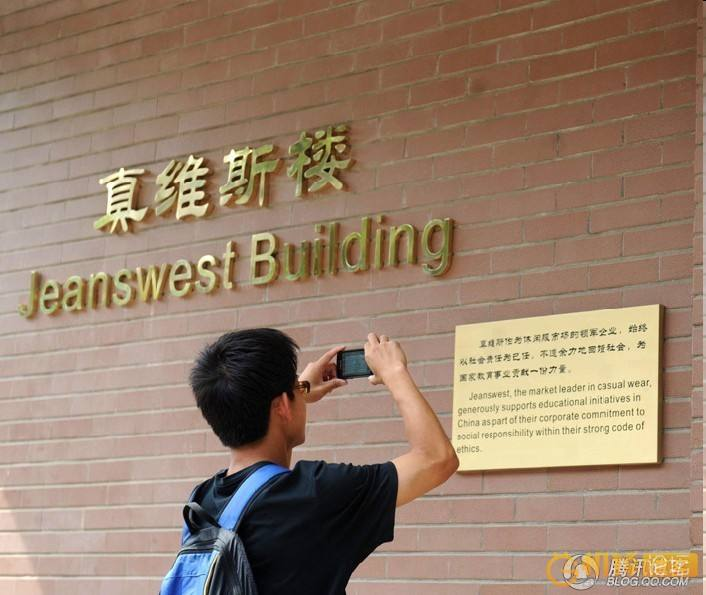 真维斯楼
Jeanswest Building
真维斯作为休闲服市场的领军企业，始终
以社会责任为己任，不遗余力地回报社会，为
国家教育事业贡献一份力量。
Jeanswest, the market leader in casual wear,
generously supports educational initiatives in
China aspart of their corporate commitment to
social responsibility within their strong code of
ethics.
腾讯论坛
BLOG.QQ.COM